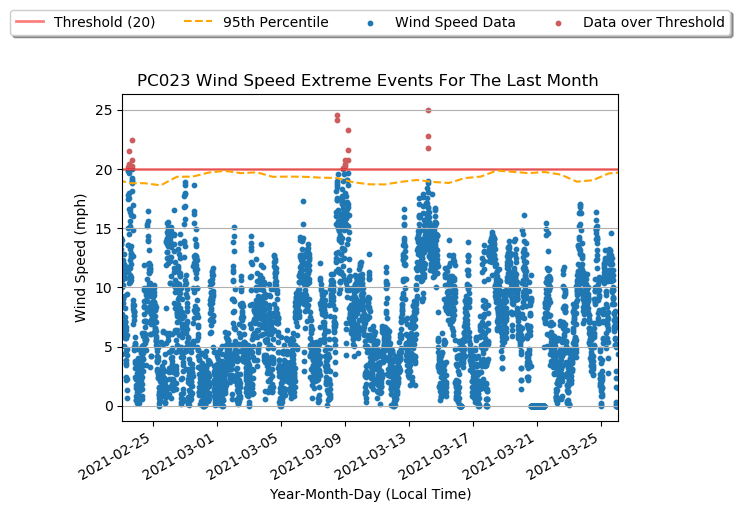 Threshold (20) 95th Percentile Wind Speed Data Data over Threshold
PC023 Wind Speed Extreme Events For The Last Month
25
20
15
10
5
0
Wind Speed (mph)
2021-02-25 2021-03-01 2021-03-05 2021-03-09 2021-03-13 2021-03-17 2021-03-21 2021-03-25
Year-Month-Day (Local Time)